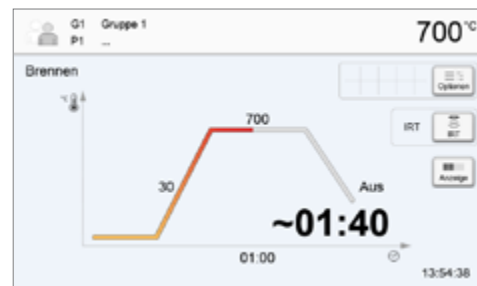 G1 Gruppe 1 700°C
P1 ...
Brennen
Optionen
°C
700
IRT
30
Anzeige
Aus
~01:40
01:00
13:54:38